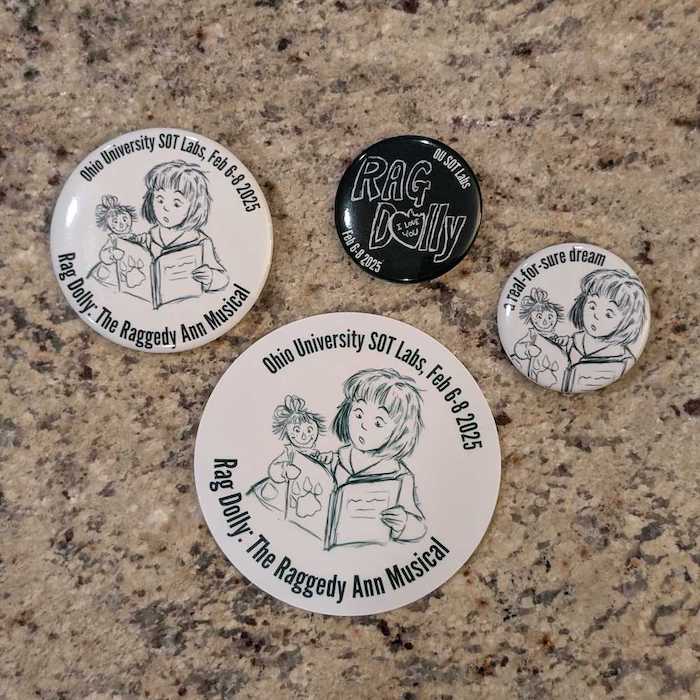 Ohio University SOT Labs, Feb 6-8 2025
Rag Dolly: The Raggedy Ann Musical
OU SOT Labs
RAG
DOlly
I LOVE
YOU
Feb 6-8 2025
a real-for-sure dream
Ohio University SOT Labs, Feb 6-8 2025
Rag Dolly: The Raggedy Ann Musical